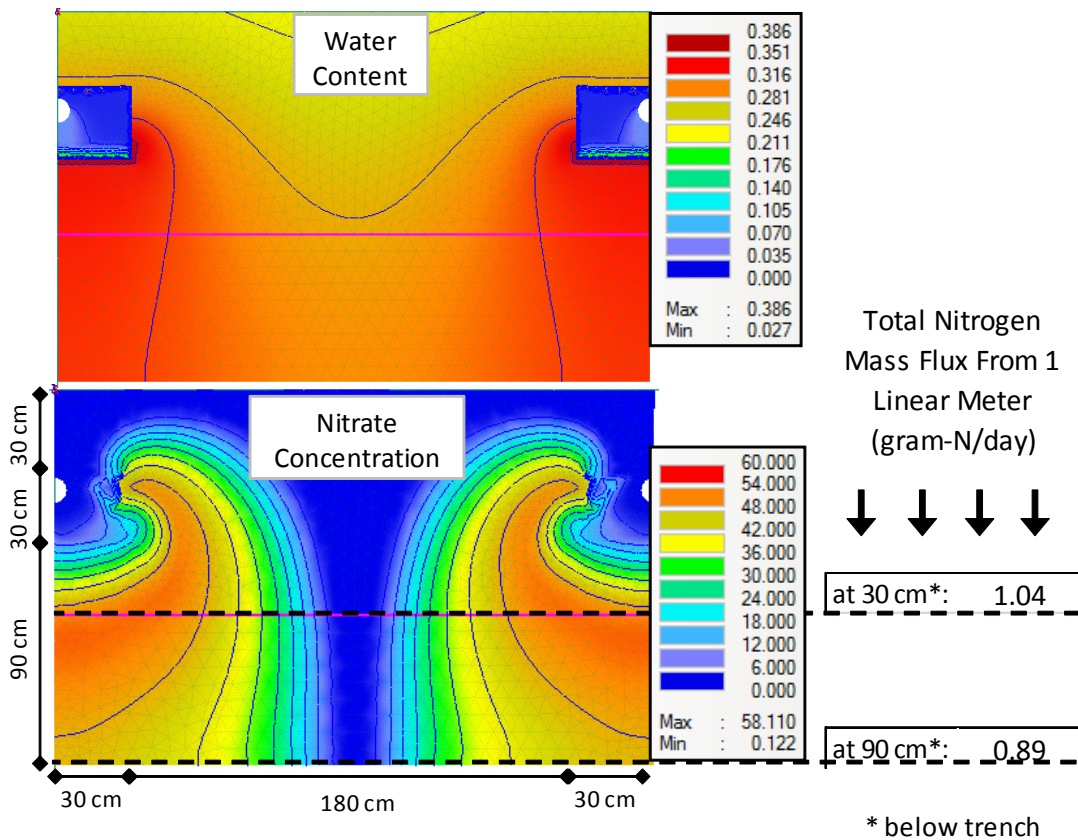 Water
Content
0.386
0.351
0.316
0.281
0.246
0.211
0.176
0.140
0.105
0.070
0.035
0.000
Max : 0.386
Min : 0.027
Nitrate
Concentration
60.000
54.000
48.000
42.000
36.000
30.000
24.000
18.000
12.000
6.000
0.000
Max : 58.110
Min : 0.122
30 cm
30 cm
90 cm
30 cm
180 cm
30 cm
Total Nitrogen
Mass Flux From 1
Linear Meter
(gram-N/day)
at 30 cm*: 1.04
at 90 cm*: 0.89
* below trench